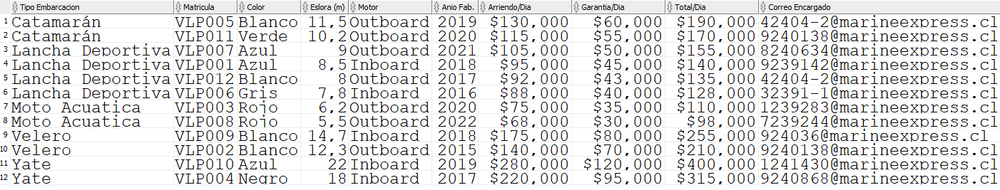 Tipo Embarcacion Matricula Color Eslora (m) Motor Anio Fab. Arriendo/Dia Garantia/Dia Total/Dia Correo Encargado
1 Catamarán VLP005 Blanco 11,5 Outboard 2019 $130,000 $60,000 $190,000 42404-2@marineexpress.cl
2 Catamarán VLP011 Verde 10,2 Outboard 2020 $115,000 $55,000 $170,000 9240138@marineexpress.cl
3 Lancha Deportiva VLP007 Azul 9 Outboard 2021 $105,000 $50,000 $155,000 8240634@marineexpress.cl
4 Lancha Deportiva VLP001 Azul 8,5 Inboard 2018 $95,000 $45,000 $140,000 9239142@marineexpress.cl
5 Lancha Deportiva VLP012 Blanco 8 Outboard 2017 $92,000 $43,000 $135,000 42404-2@marineexpress.cl
6 Lancha Deportiva VLP006 Gris 7,8 Inboard 2016 $88,000 $40,000 $128,000 32391-1@marineexpress.cl
7 Moto Acuatica VLP003 Rojo 6,2 Outboard 2020 $75,000 $35,000 $110,000 1239283@marineexpress.cl
8 Moto Acuatica VLP008 Rojo 5,5 Outboard 2022 $68,000 $30,000 $98,000 7239244@marineexpress.cl
9 Velero VLP009 Blanco 14,7 Inboard 2018 $175,000 $80,000 $255,000 924036@marineexpress.cl
10 Velero VLP002 Blanco 12,3 Outboard 2015 $140,000 $70,000 $210,000 9240138@marineexpress.cl
11 Yate VLP010 Azul 22 Inboard 2019 $280,000 $120,000 $400,000 1241430@marineexpress.cl
12 Yate VLP004 Negro 18 Inboard 2017 $220,000 $95,000 $315,000 9240868@marineexpress.cl